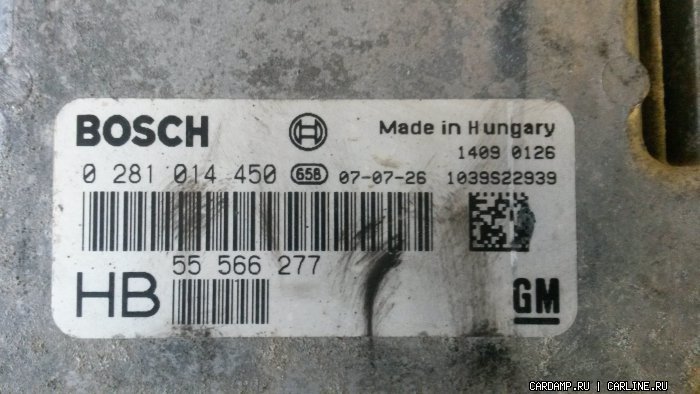 BOSCH
Made in Hungary
1409 0126
0 281 014 450 658 07-07-26 1039S22939
55 566 277
HB
GM
CARDAMP.RU | CARLINE.RU